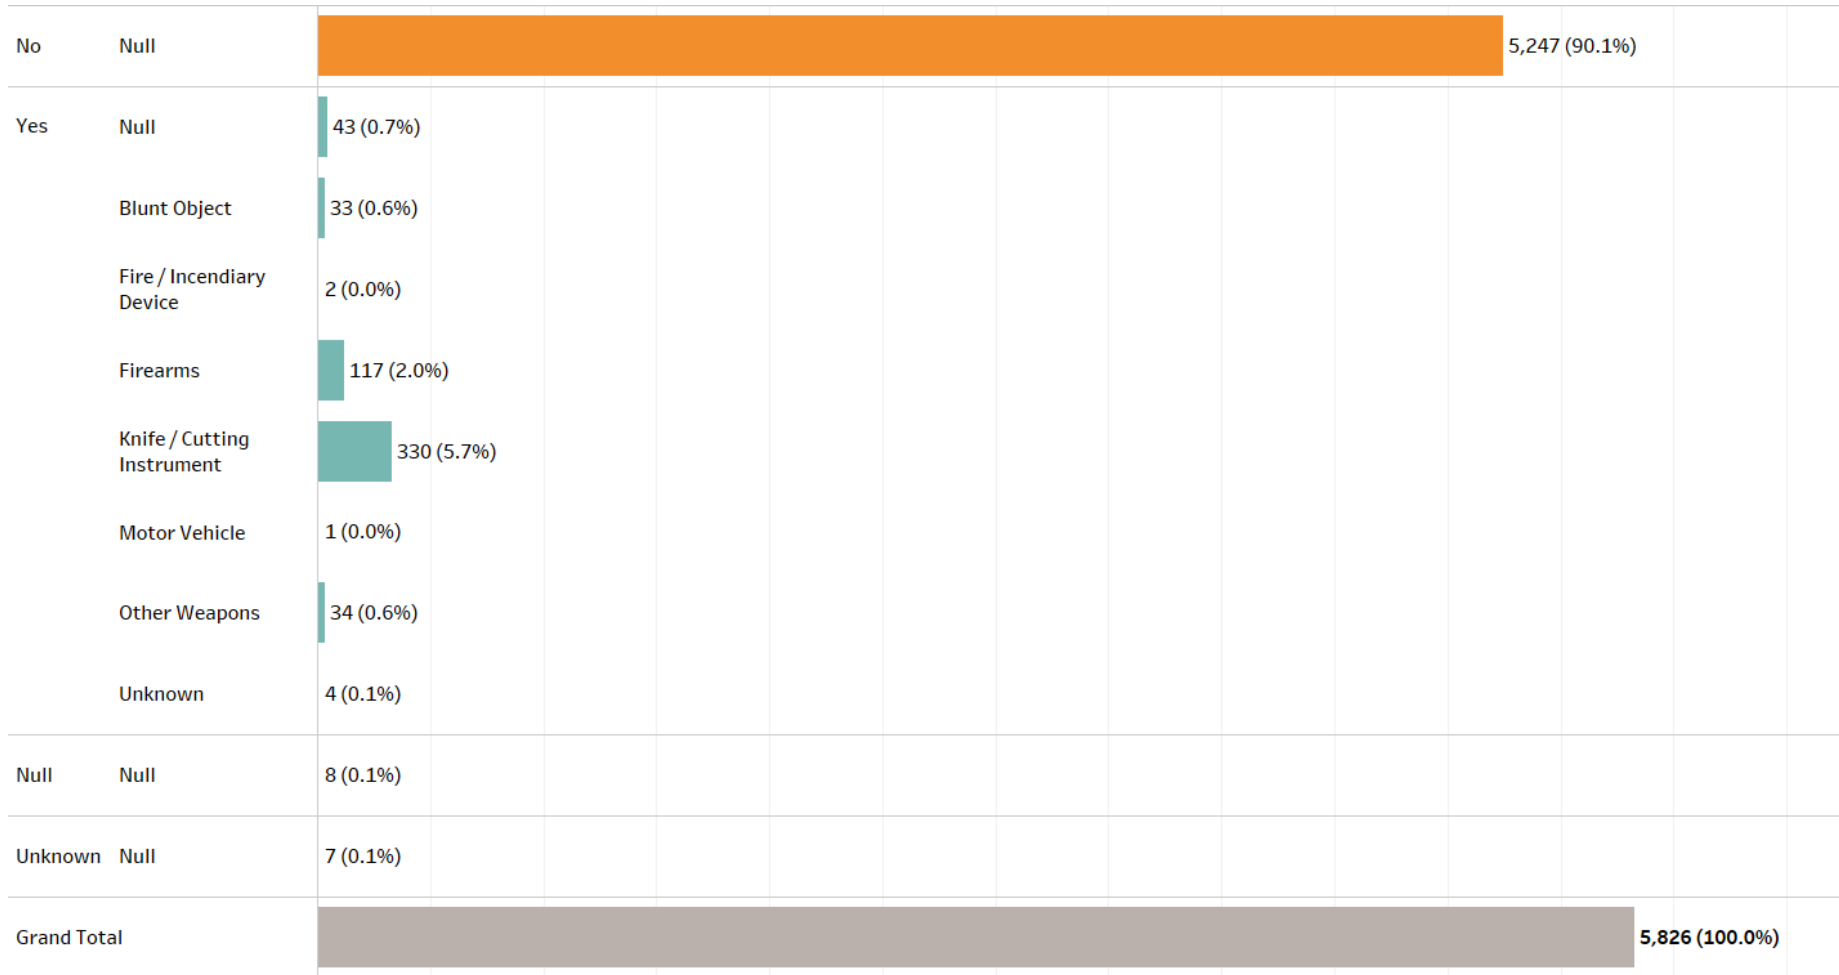 No Null 5,247 (90.1%)
Yes Null 43 (0.7%)
Blunt Object 33 (0.6%)
Fire / Incendiary
Device 2 (0.0%)
Firearms 117 (2.0%)
Knife / Cutting
Instrument 330 (5.7%)
Motor Vehicle 1 (0.0%)
Other Weapons 34 (0.6%)
Unknown 4 (0.1%)
Null Null 8 (0.1%)
Unknown Null 7 (0.1%)
Grand Total 5,826 (100.0%)